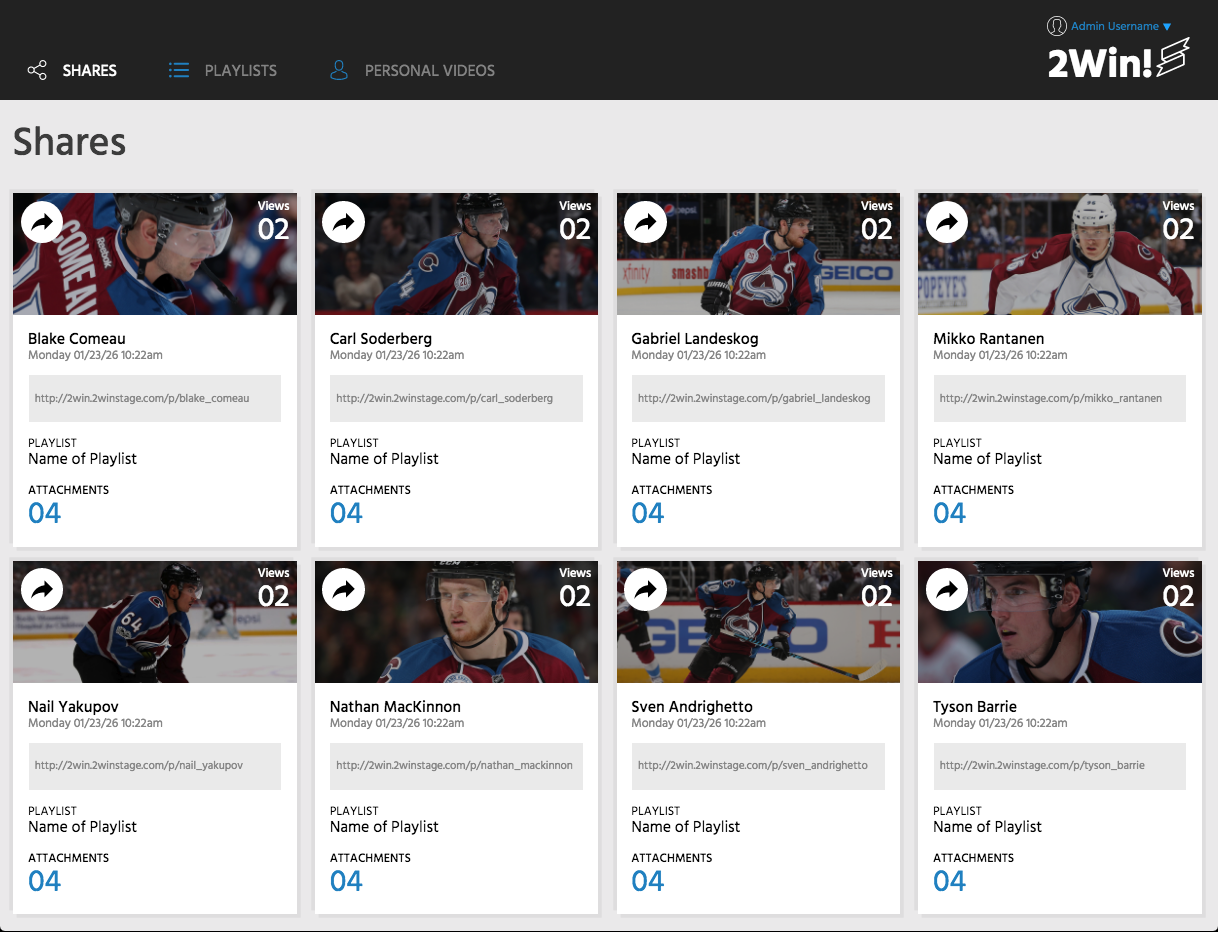 Admin Username ▼
SHARES
PLAYLISTS
PERSONAL VIDEOS
2Win!
Shares
Views
02
COMEAU
Reebok
Blake Comeau
Monday 01/23/26 10:22am
http://2win.2winstage.com/p/blake_comeau
PLAYLIST
Name of Playlist
ATTACHMENTS
04
Views
02
Carl Soderberg
Monday 01/23/26 10:22am
http://2win.2winstage.com/p/carl_soderberg
PLAYLIST
Name of Playlist
ATTACHMENTS
04
Views
02
pepsi
xfinity
smashb
GEICO
Gabriel Landeskog
Monday 01/23/26 10:22am
http://2win.2winstage.com/p/gabriel_landeskog
PLAYLIST
Name of Playlist
ATTACHMENTS
04
Views
02
96
POPEYES
Mikko Rantanen
Monday 01/23/26 10:22am
http://2win.2winstage.com/p/mikko_rantanen
PLAYLIST
Name of Playlist
ATTACHMENTS
04
Views
02
64
pepsi
Nail Yakupov
Monday 01/23/26 10:22am
http://2win.2winstage.com/p/nail_yakupov
PLAYLIST
Name of Playlist
ATTACHMENTS
04
Views
02
CCM
Nathan MacKinnon
Monday 01/23/26 10:22am
http://2win.2winstage.com/p/nathan_mackinnon
PLAYLIST
Name of Playlist
ATTACHMENTS
04
Views
02
GEICO
H
Sven Andrighetto
Monday 01/23/26 10:22am
http://2win.2winstage.com/p/sven_andrighetto
PLAYLIST
Name of Playlist
ATTACHMENTS
04
Views
02
C
Tyson Barrie
Monday 01/23/26 10:22am
http://2win.2winstage.com/p/tyson_barrie
PLAYLIST
Name of Playlist
ATTACHMENTS
04